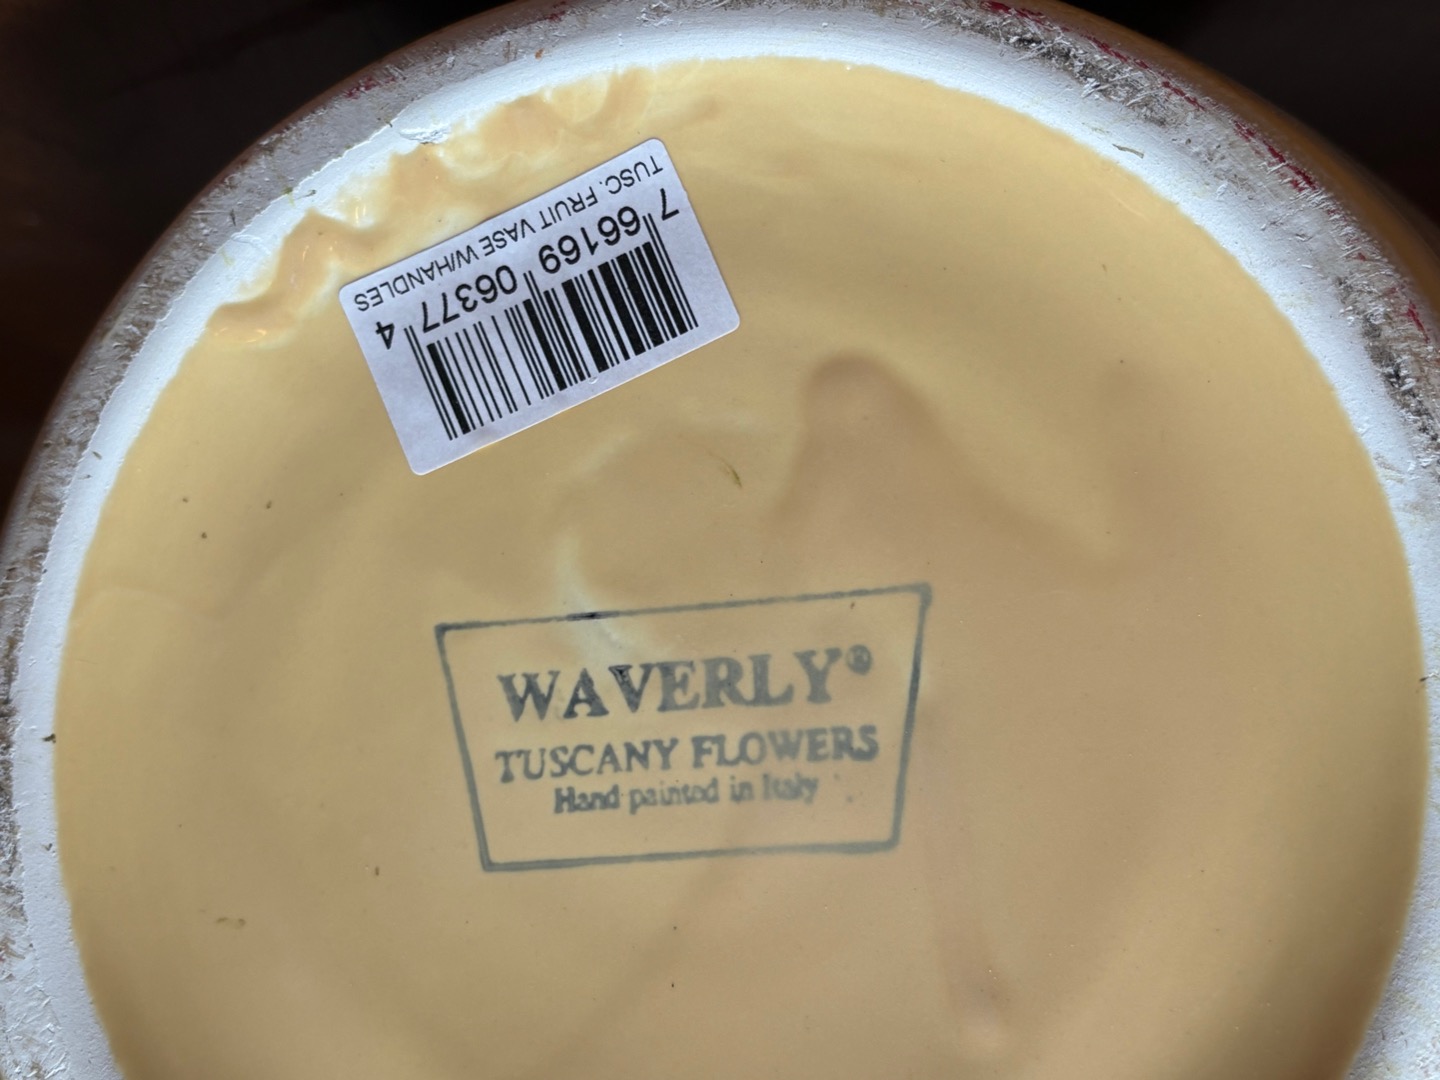 TUSC. FRUIT VASE W/HANDLES
7 66169 06377 4
WAVERLY®
TUSCANY FLOWERS
Hand painted in Italy